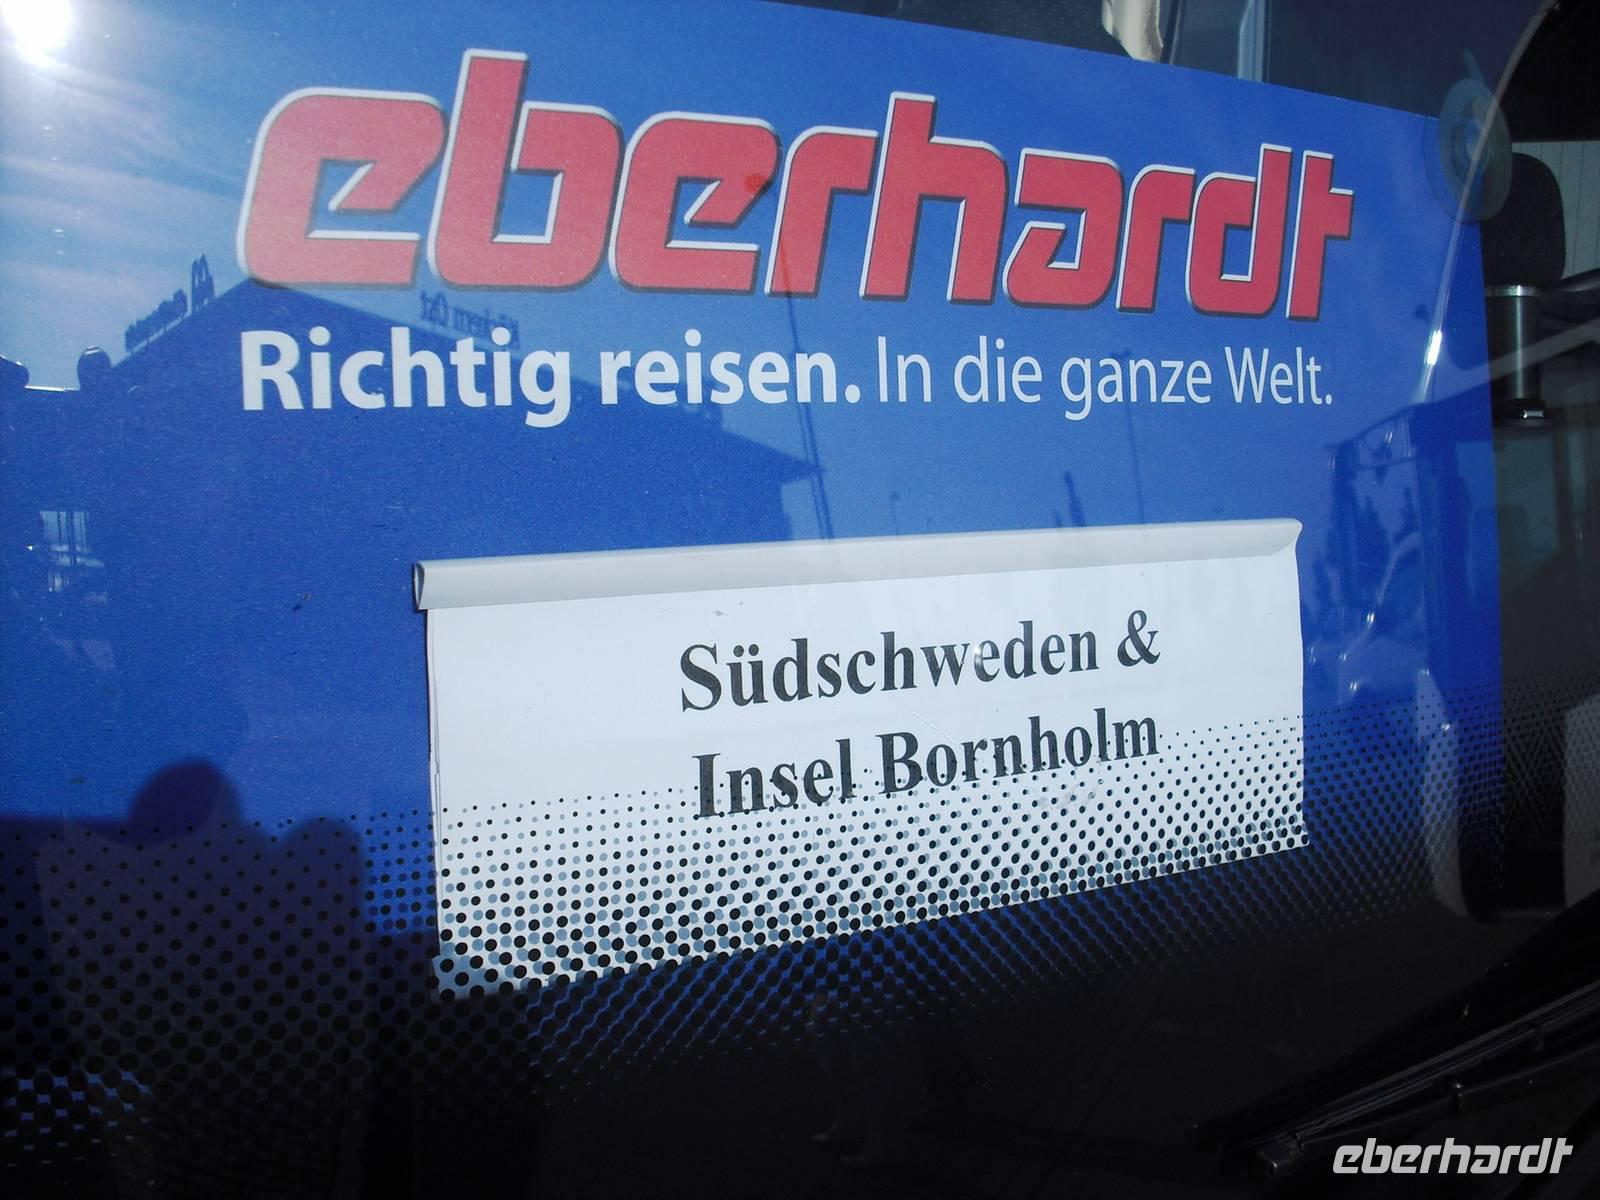 eberhardt
Richtig reisen. In die ganze Welt.
Südschweden &
Insel Bornholm
eberhardt